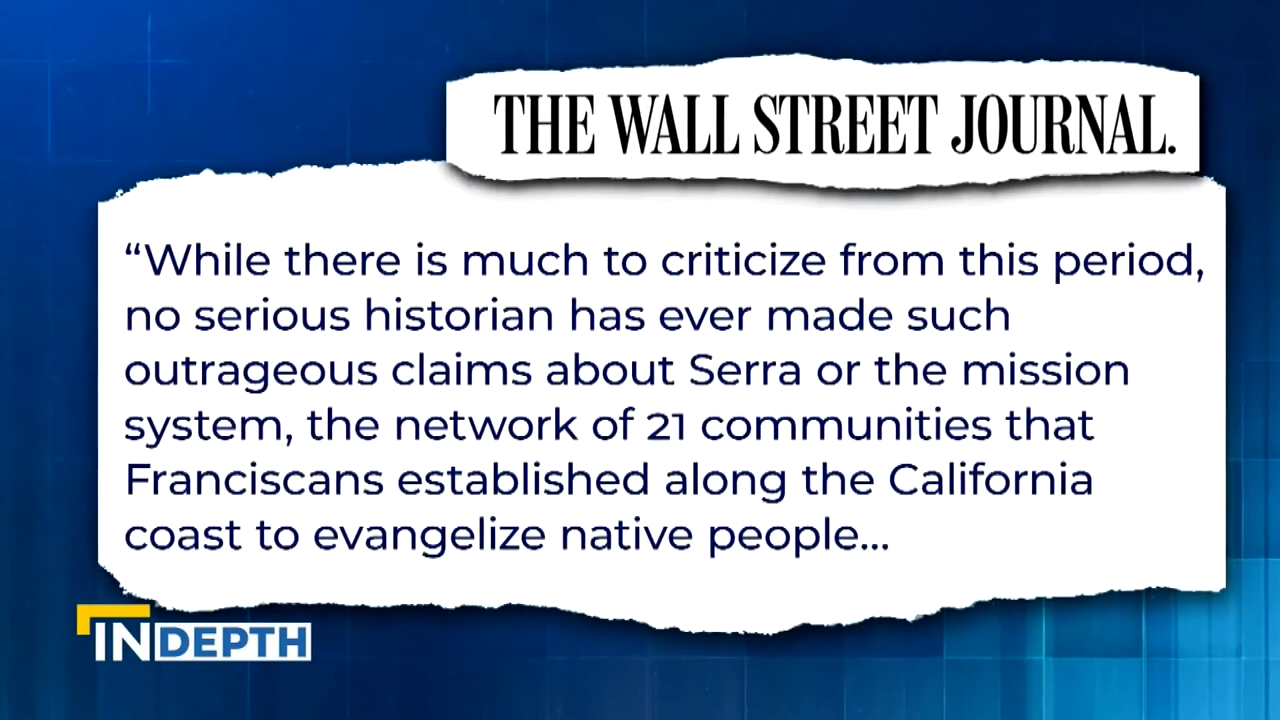 THE WALL STREET JOURNAL.
“While there is much to criticize from this period,
no serious historian has ever made such
outrageous claims about Serra or the mission
system, the network of 21 communities that
Franciscans established along the California
coast to evangelize native people...
INDEPTH